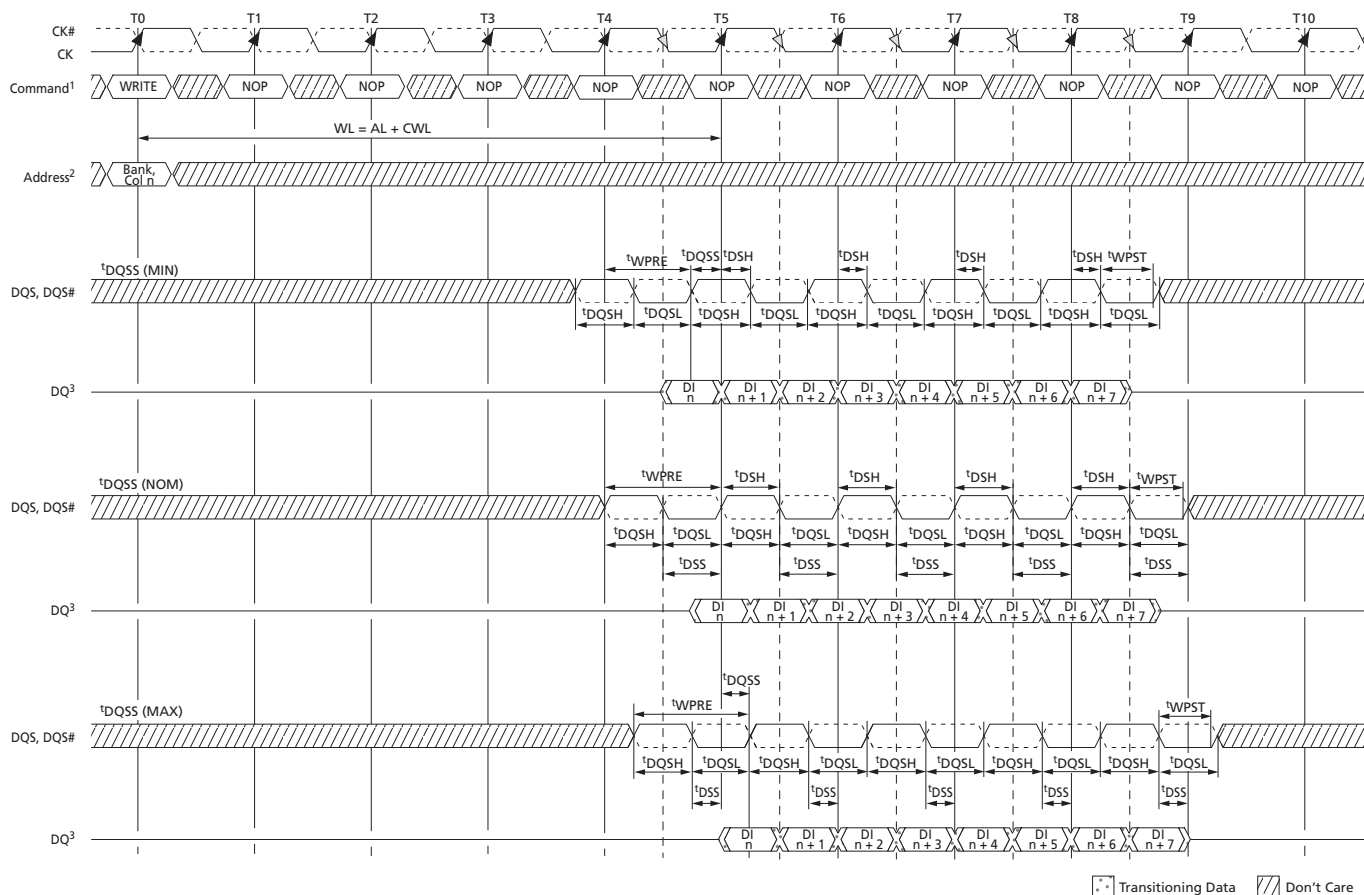 T0 T1 T2 T3 T4 T5 T6 T7 T8 T9 T10
CK#
CK
Command1 WRITE NOP NOP NOP NOP NOP NOP NOP NOP NOP NOP
WL = AL + CWL
Address2 Bank, Col n
tDQSS (MIN) tWPRE tDQSS tDSH tDSH tDSH tDSH tWPST
DQS, DQS#
tDQSH tDQSL tDQSH tDQSL tDQSH tDQSL tDQSH tDQSL tDQSH tDQSL
DQ3 DI n DI n + 1 DI n + 2 DI n + 3 DI n + 4 DI n + 5 DI n + 6 DI n + 7
tDQSS (NOM) tWPRE tDSH tDSH tDSH tDSH tWPST
DQS, DQS#
tDQSH tDQSL tDQSH tDQSL tDQSH tDQSL tDQSH tDQSL tDQSH tDQSL
tDSS tDSS tDSS tDSS tDSS
DQ3 DI n DI n + 1 DI n + 2 DI n + 3 DI n + 4 DI n + 5 DI n + 6 DI n + 7
tDQSS
tDQSS (MAX) tWPRE tWPST
DQS, DQS#
tDQSH tDQSL tDQSH tDQSL tDQSH tDQSL tDQSH tDQSL tDQSH tDQSL
tDSS tDSS tDSS tDSS tDSS
DQ3 DI n DI n + 1 DI n + 2 DI n + 3 DI n + 4 DI n + 5 DI n + 6 DI n + 7
Transitioning Data Don't Care